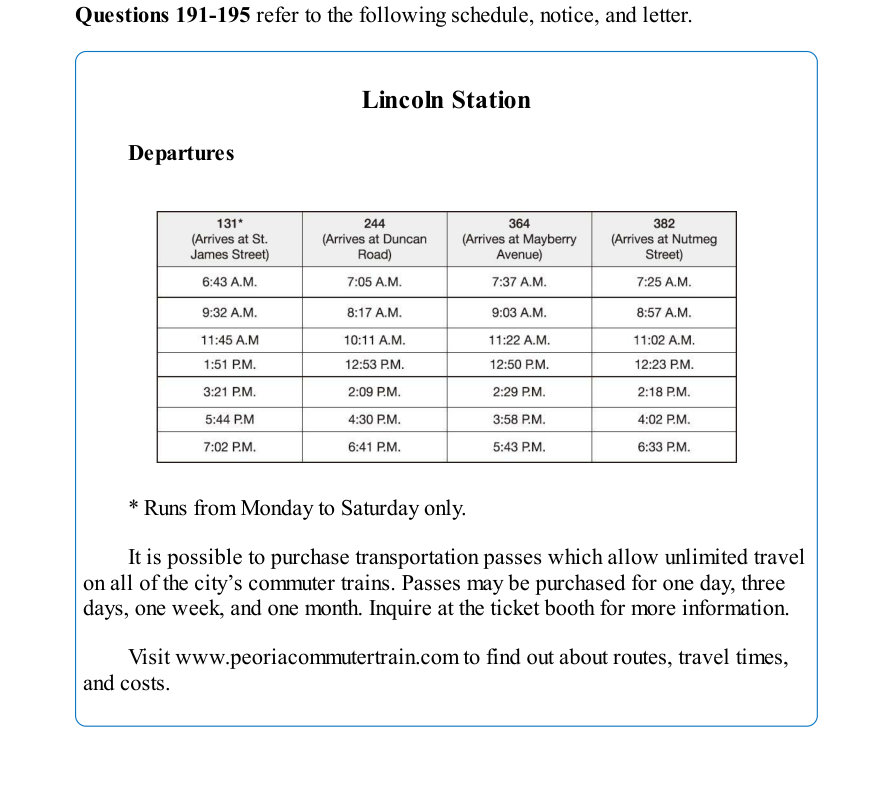 Questions 191-195 refer to the following schedule, notice, and letter.
Lincoln Station
Departures
131* 244 364 382
(Arrives at St. (Arrives at Duncan (Arrives at Mayberry (Arrives at Nutmeg
James Street) Road) Avenue) Street)
6:43 A.M. 7:05 A.M. 7:37 A.M. 7:25 A.M.
9:32 A.M. 8:17 A.M. 9:03 A.M. 8:57 A.M.
11:45 A.M 10:11 A.M. 11:22 A.M. 11:02 A.M.
1:51 P.M. 12:53 P.M. 12:50 P.M. 12:23 P.M.
3:21 P.M. 2:09 P.M. 2:29 P.M. 2:18 P.M.
5:44 P.M 4:30 P.M. 3:58 P.M. 4:02 P.M.
7:02 P.M. 6:41 P.M. 5:43 P.M. 6:33 P.M.
* Runs from Monday to Saturday only.
It is possible to purchase transportation passes which allow unlimited travel
on all of the city’s commuter trains. Passes may be purchased for one day, three
days, one week, and one month. Inquire at the ticket booth for more information.
Visit www.peoriacommutertrain.com to find out about routes, travel times,
and costs.